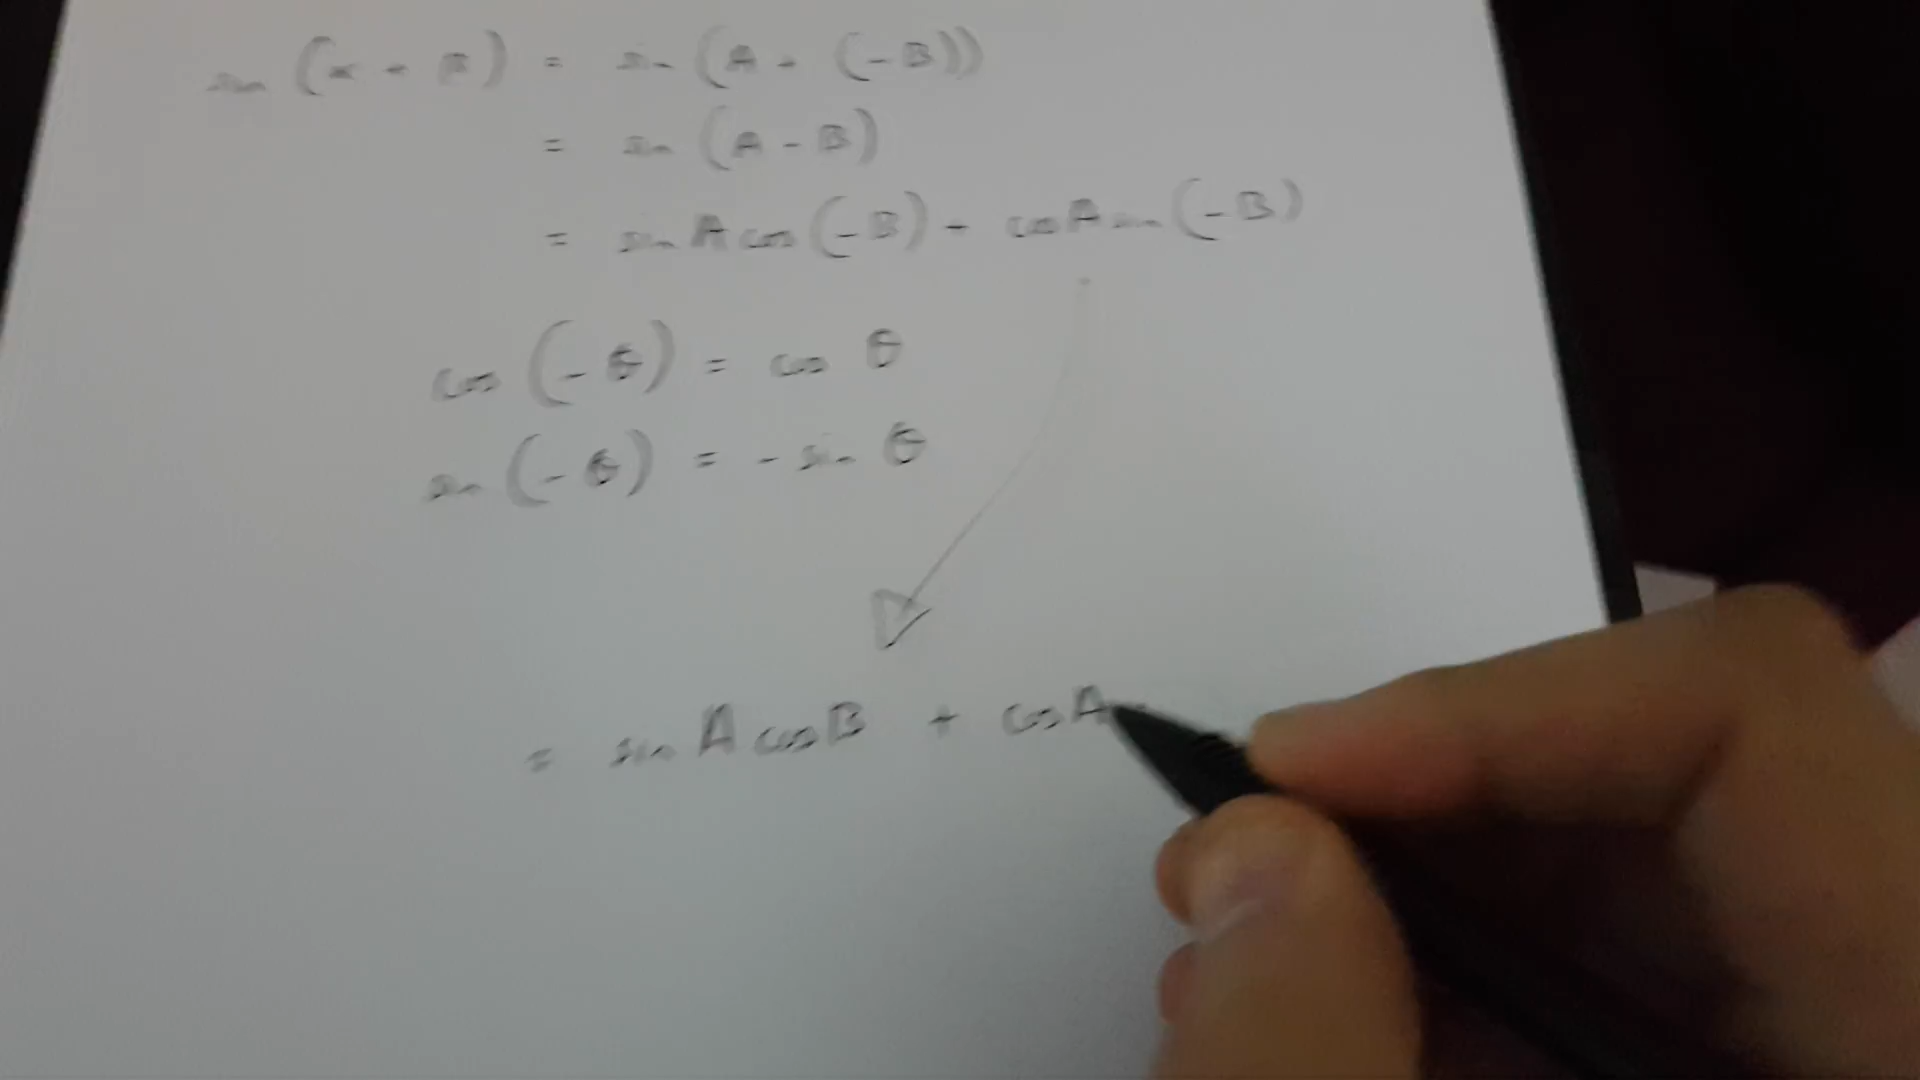 sin (α + β) = sin (A + (-B))
= sin (A - B)
= sin A cos (-B) + cos A sin (-B)
cos (-θ) = cos θ
sin (-θ) = - sin θ
= sin A cos B + cos A